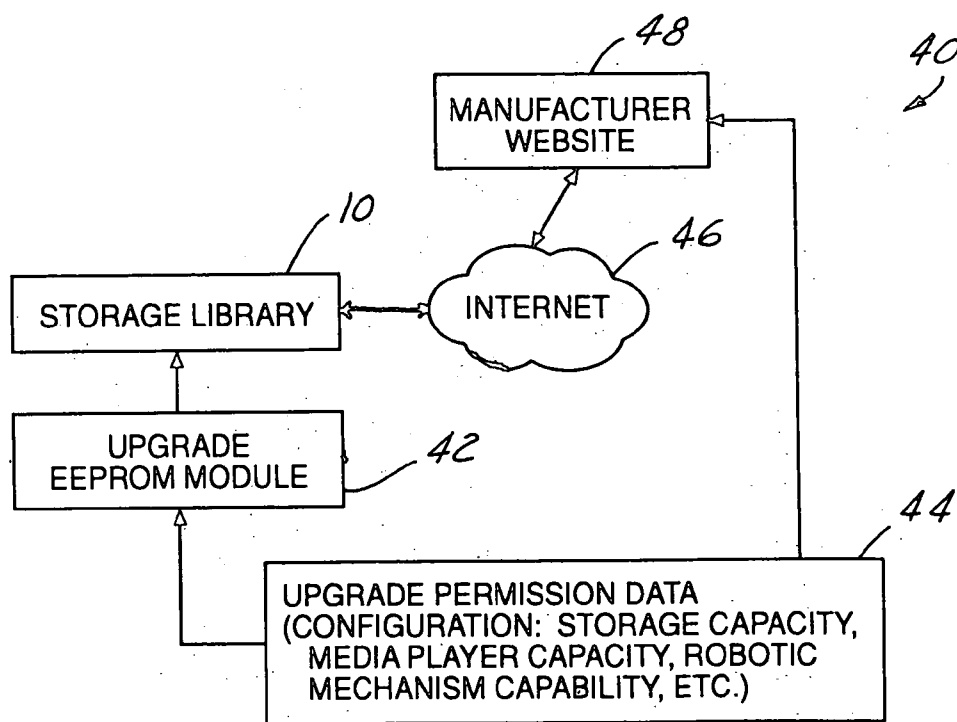 48
40
MANUFACTURER
WEBSITE
10
46
STORAGE LIBRARY
INTERNET
UPGRADE
EEPROM MODULE
42
44
UPGRADE PERMISSION DATA
(CONFIGURATION: STORAGE CAPACITY,
MEDIA PLAYER CAPACITY, ROBOTIC
MECHANISM CAPABILITY, ETC.)